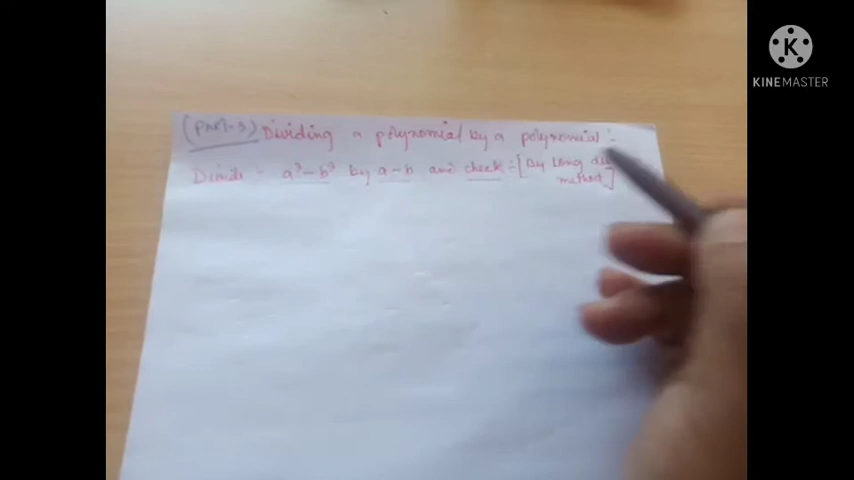 (Part-3) Dividing a polynomial by a polynomial :-
Divide :- a³-b³ by a-b and check :- [By Long
method]
K
KINEMASTER